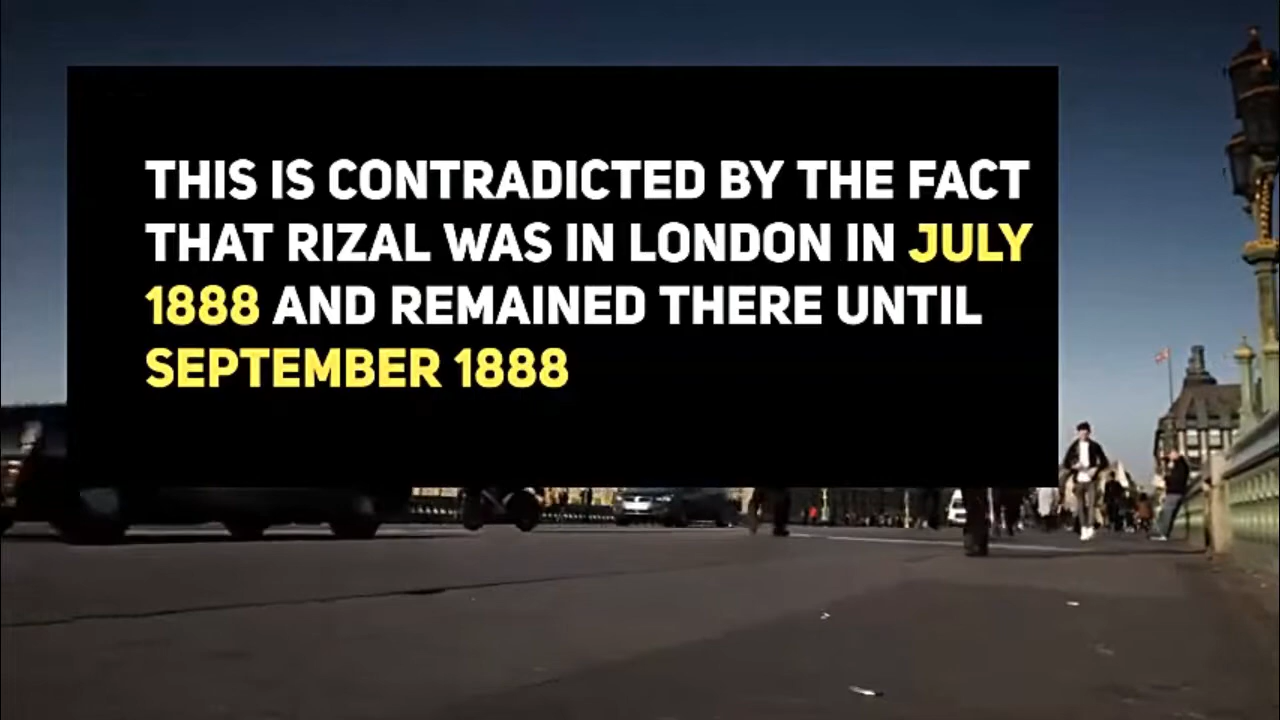 THIS IS CONTRADICTED BY THE FACT
THAT RIZAL WAS IN LONDON IN JULY
1888 AND REMAINED THERE UNTIL
SEPTEMBER 1888